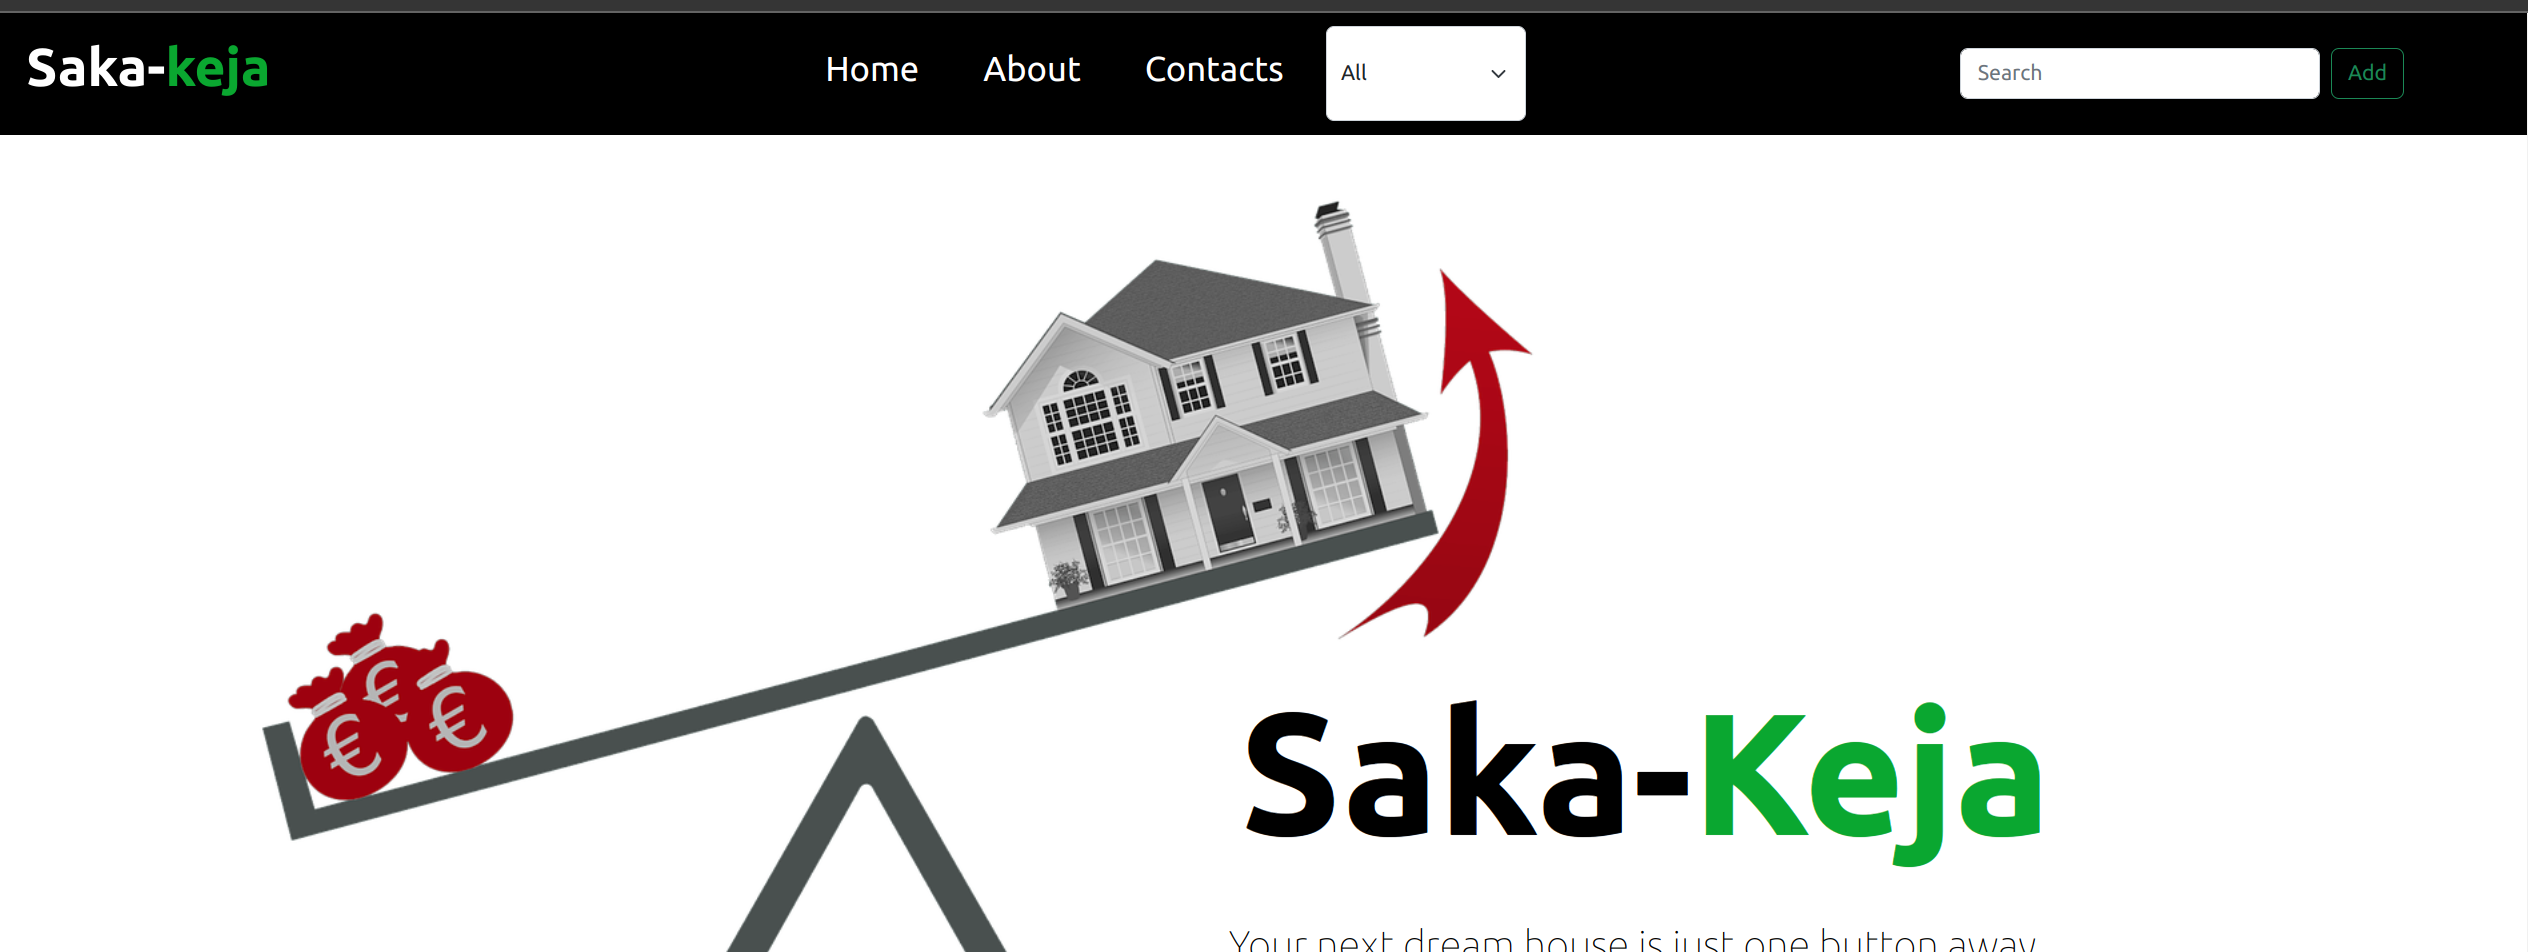 Saka-keja
Home About Contacts All
Search Add
€ € €
Saka-Keja
Your next dream house is just one button away